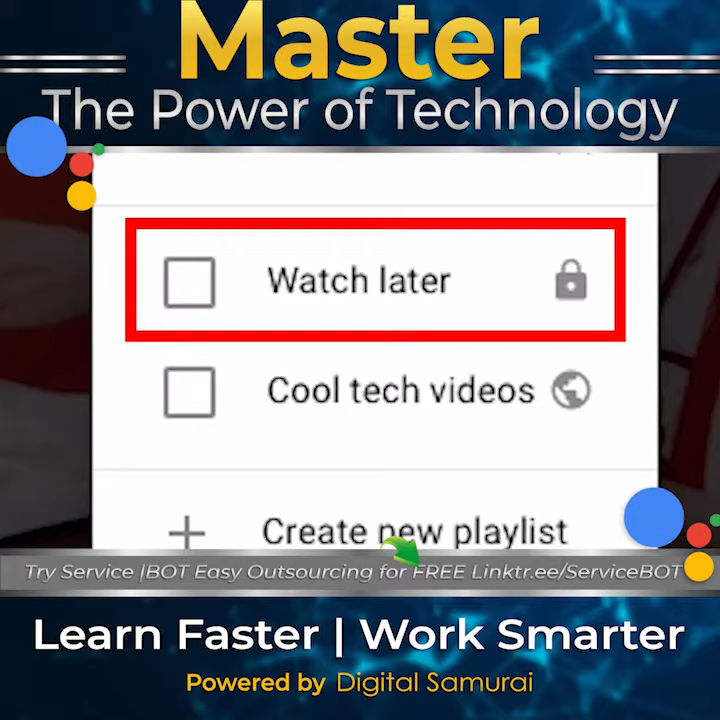 Master
The Power of Technology
Watch later
Cool tech videos
Create new playlist
Try Service |BOT Easy Outsourcing for FREE Linktr.ee/ServiceBOT
Learn Faster | Work Smarter
Powered by Digital Samurai